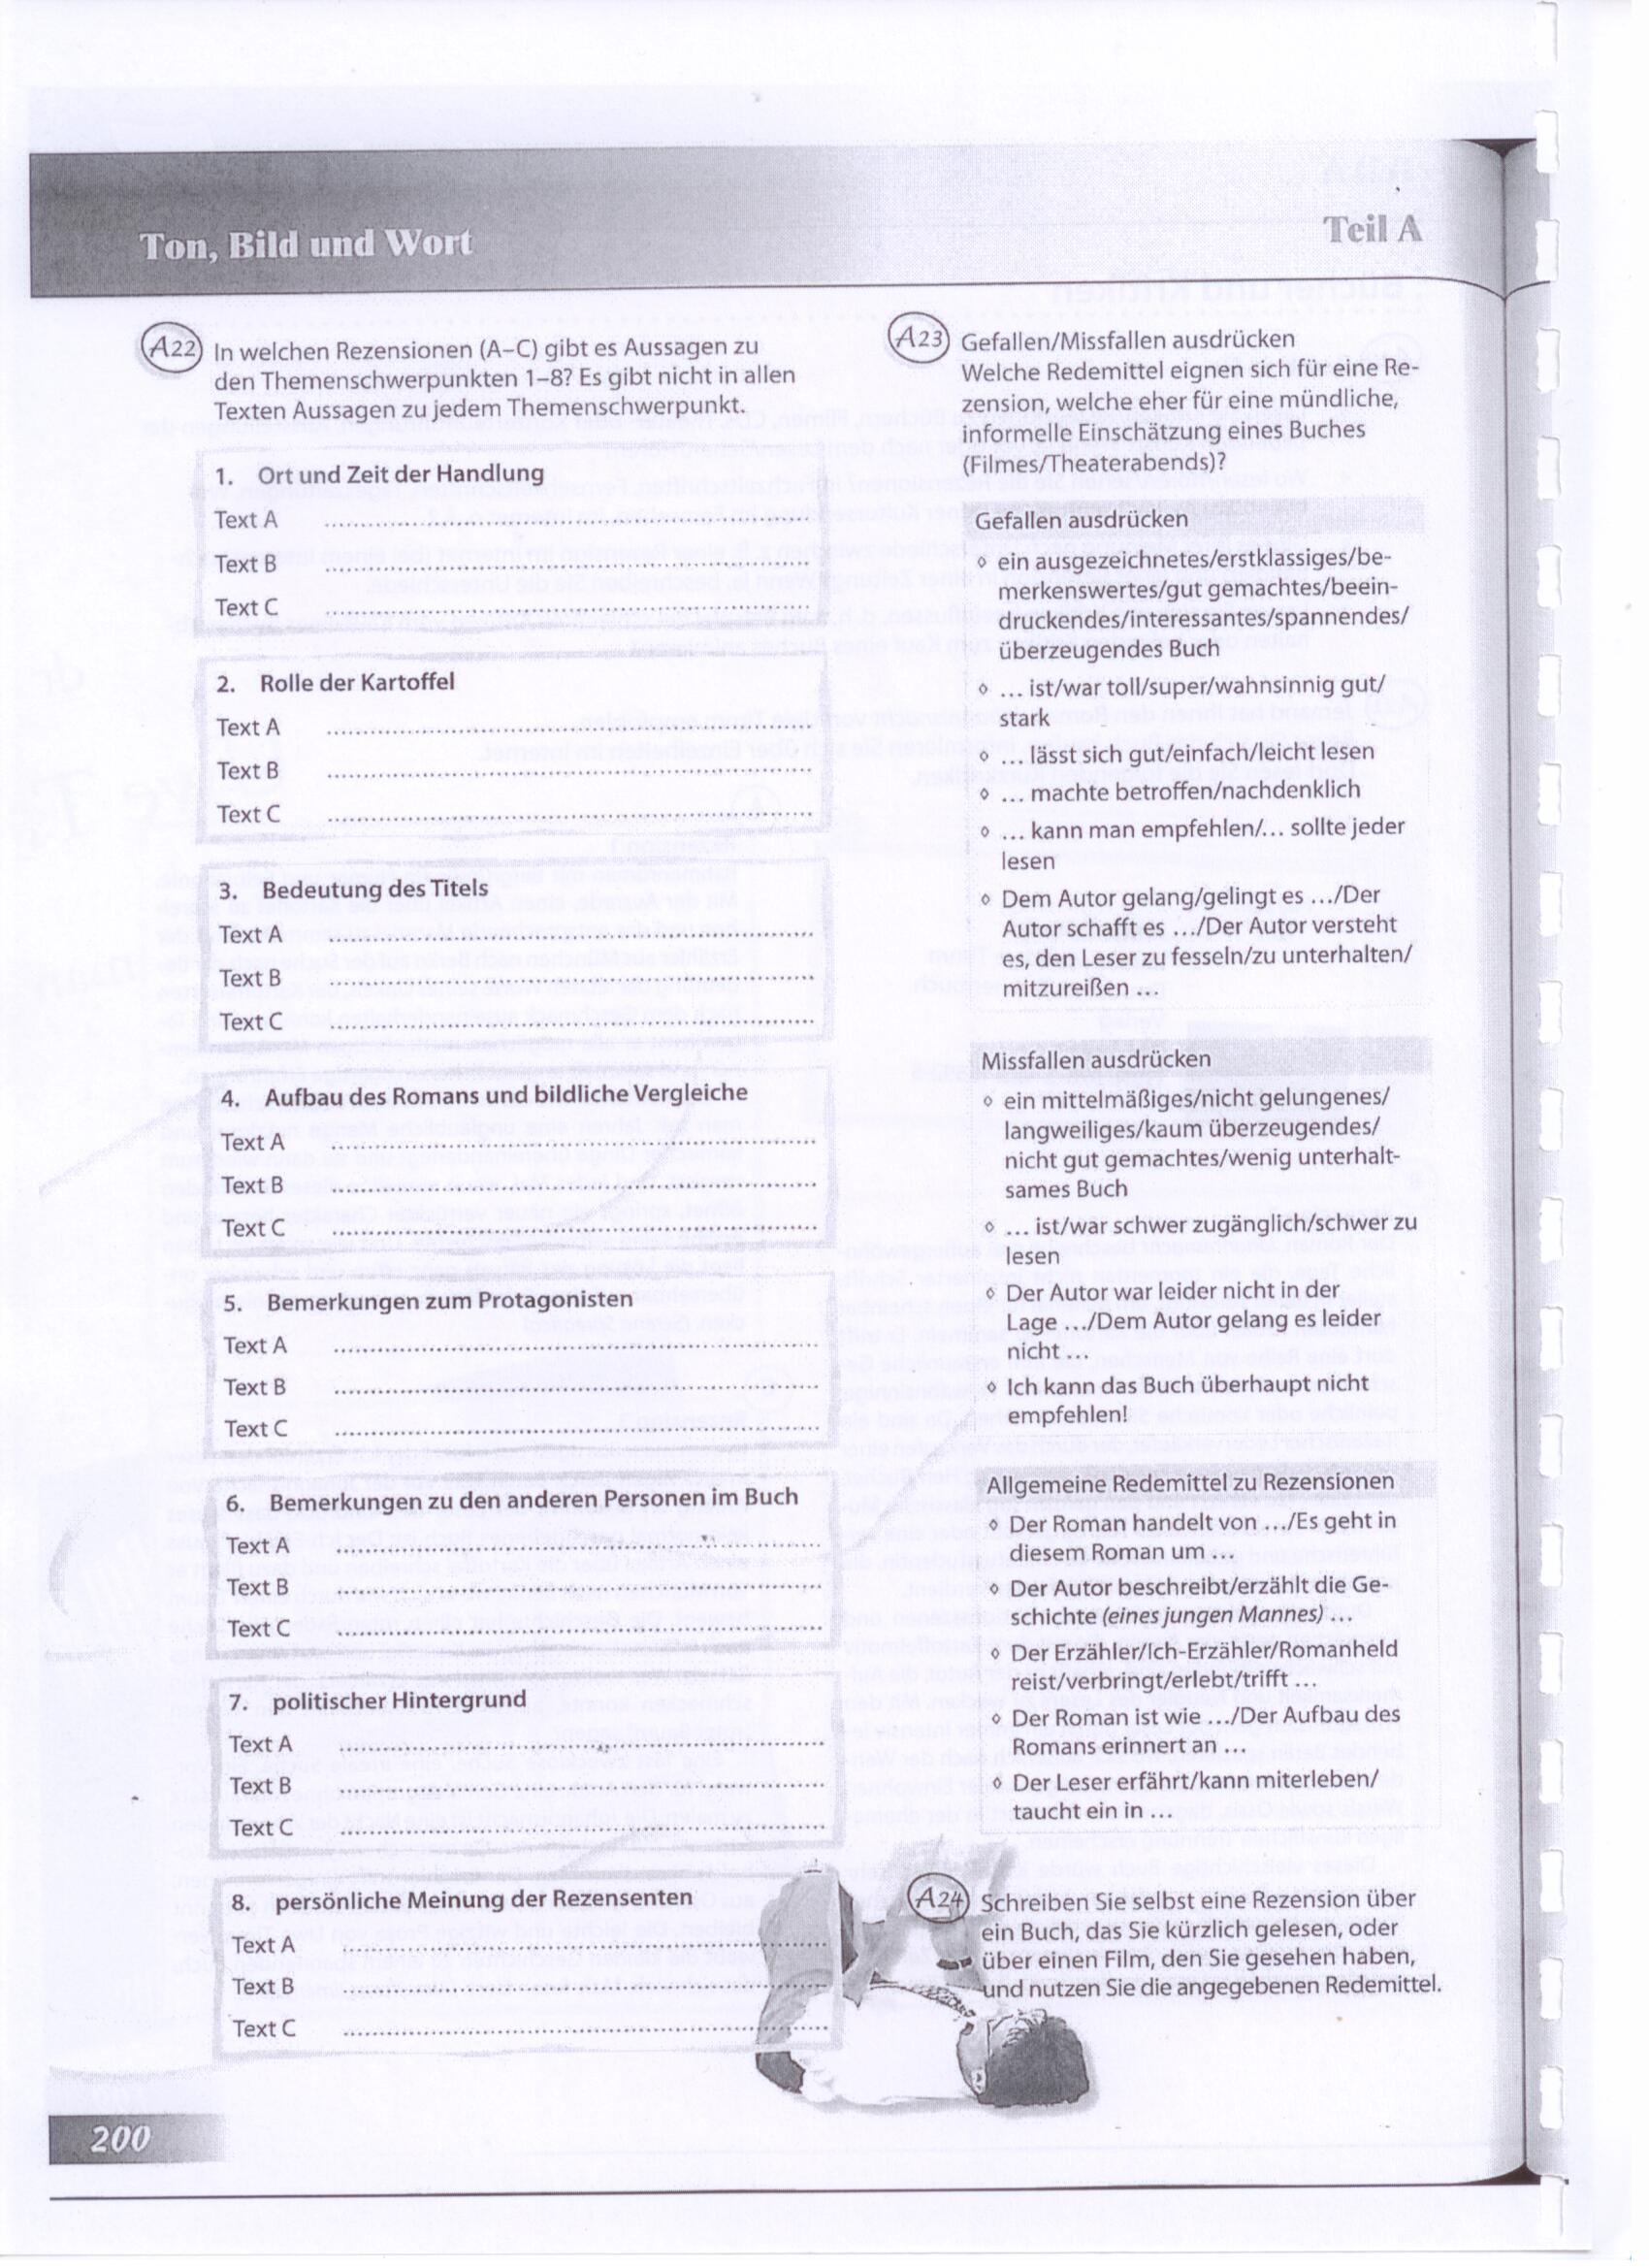 Ton, Bild und Wort
Teil A
A22
In welchen Rezensionen (A–C) gibt es Aussagen zu
den Themenschwerpunkten 1–8? Es gibt nicht in allen
Texten Aussagen zu jedem Themenschwerpunkt.
1. Ort und Zeit der Handlung
Text A
Text B
Text C
2. Rolle der Kartoffel
Text A
Text B
Text C
3. Bedeutung des Titels
Text A
Text B
Text C
4. Aufbau des Romans und bildliche Vergleiche
Text A
Text B
Text C
5. Bemerkungen zum Protagonisten
Text A
Text B
Text C
6. Bemerkungen zu den anderen Personen im Buch
Text A
Text B
Text C
7. politischer Hintergrund
Text A
Text B
Text C
8. persönliche Meinung der Rezensenten
Text A
Text B
Text C
A23
Gefallen/Missfallen ausdrücken
Welche Redemittel eignen sich für eine Re-
zension, welche eher für eine mündliche,
informelle Einschätzung eines Buches
(Filmes/Theaterabends)?
Gefallen ausdrücken
◊ ein ausgezeichnetes/erstklassiges/be-
merkenswertes/gut gemachtes/beein-
druckendes/interessantes/spannendes/
überzeugendes Buch
◊ ... ist/war toll/super/wahnsinnig gut/
stark
◊ ... lässt sich gut/einfach/leicht lesen
◊ ... machte betroffen/nachdenklich
◊ ... kann man empfehlen/... sollte jeder
lesen
◊ Dem Autor gelang/gelingt es .../Der
Autor schafft es .../Der Autor versteht
es, den Leser zu fesseln/zu unterhalten/
mitzureißen ...
Missfallen ausdrücken
◊ ein mittelmäßiges/nicht gelungenes/
langweiliges/kaum überzeugendes/
nicht gut gemachtes/wenig unterhalt-
sames Buch
◊ ... ist/war schwer zugänglich/schwer zu
lesen
◊ Der Autor war leider nicht in der
Lage .../Dem Autor gelang es leider
nicht ...
◊ Ich kann das Buch überhaupt nicht
empfehlen!
Allgemeine Redemittel zu Rezensionen
◊ Der Roman handelt von .../Es geht in
diesem Roman um ...
◊ Der Autor beschreibt/erzählt die Ge-
schichte (eines jungen Mannes) ...
◊ Der Erzähler/Ich-Erzähler/Romanheld
reist/verbringt/erlebt/trifft ...
◊ Der Roman ist wie .../Der Aufbau des
Romans erinnert an ...
◊ Der Leser erfährt/kann miterleben/
taucht ein in ...
A24
Schreiben Sie selbst eine Rezension über
ein Buch, das Sie kürzlich gelesen, oder
über einen Film, den Sie gesehen haben,
und nutzen Sie die angegebenen Redemittel.
200